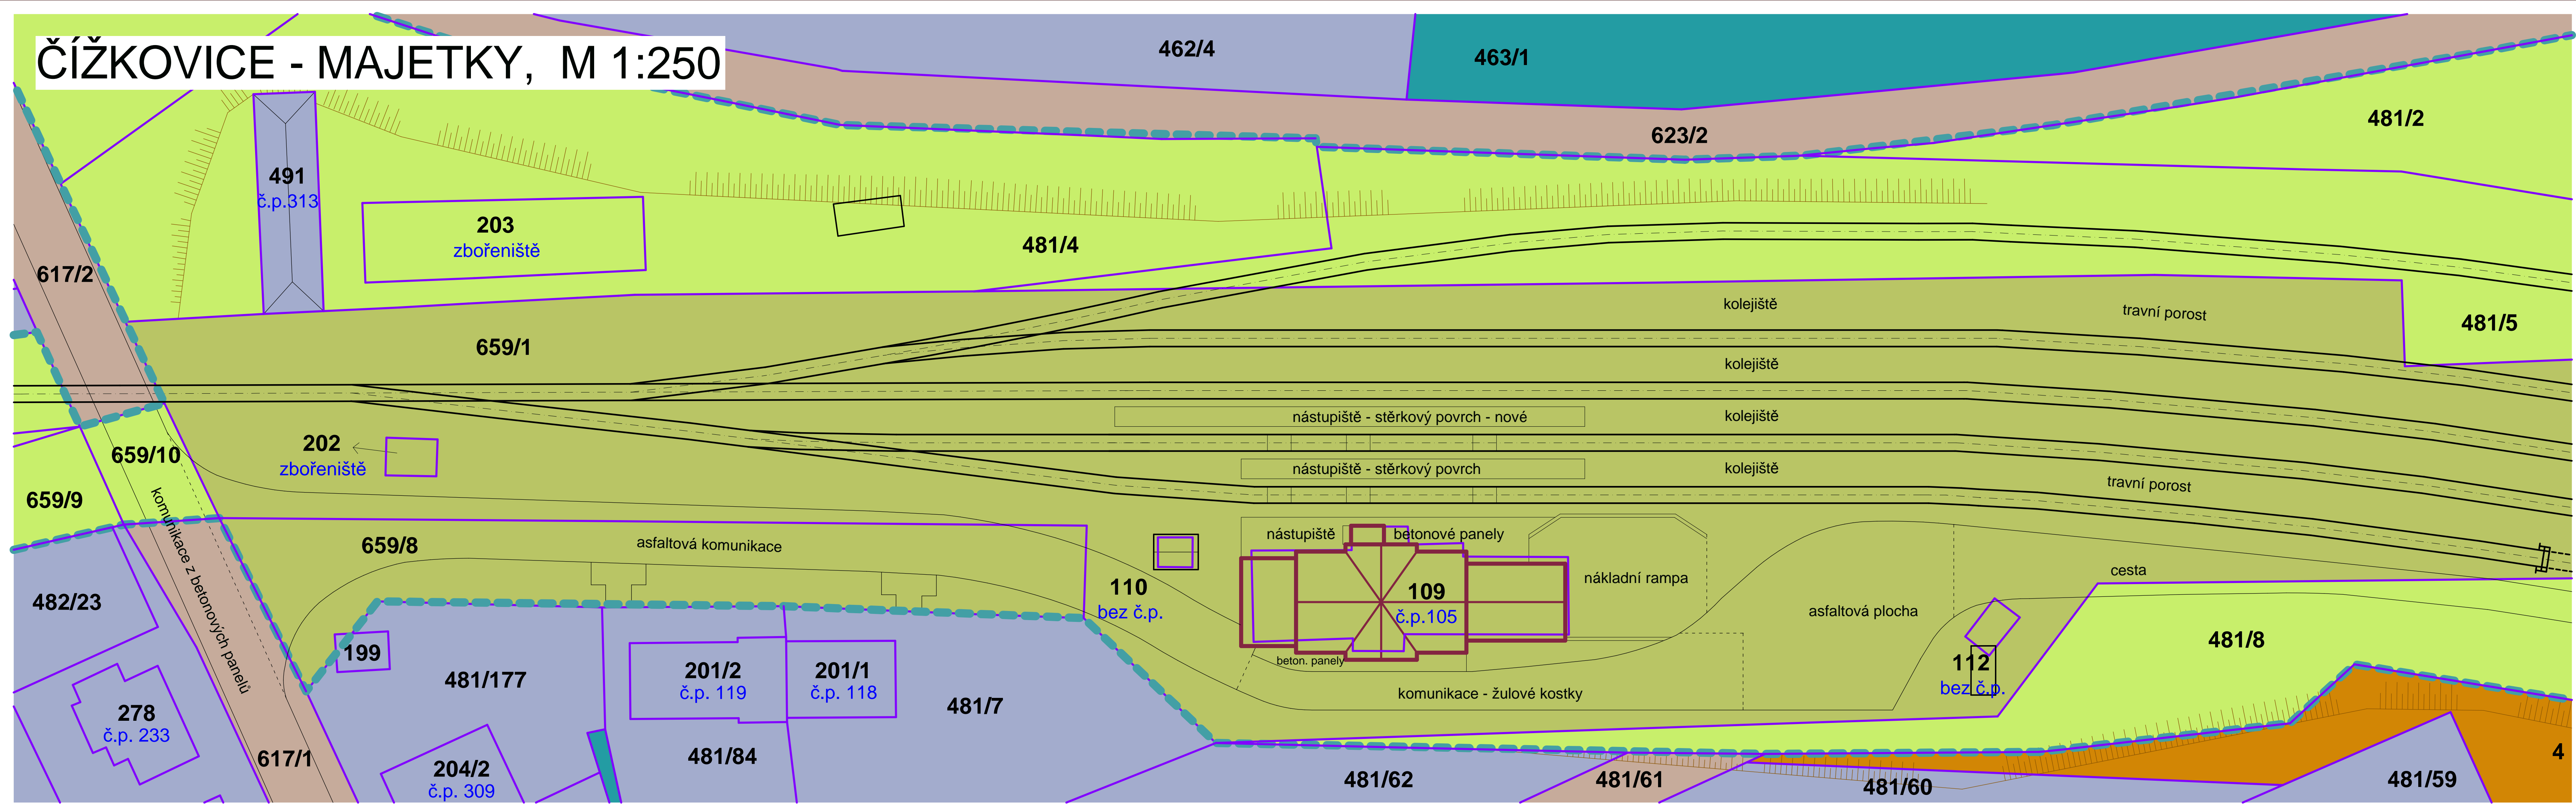 ČÍŽKOVICE - MAJETKY, M 1:250
462/4
463/1
623/2
481/2
491
č.p.313
203
zbořeniště
481/4
617/2
kolejiště
travní porost
481/5
659/1
kolejiště
nástupiště - stěrkový povrch - nové
kolejiště
202
zbořeniště
659/10
nástupiště - stěrkový povrch
kolejiště
travní porost
659/9
komunikace z betonových panelů
659/8
asfaltová komunikace
nástupiště
betonové panely
nákladní rampa
cesta
110
bez č.p.
109
č.p.105
asfaltová plocha
482/23
199
481/177
201/2
č.p. 119
201/1
č.p. 118
481/7
beton. panely
komunikace - žulové kostky
112
bez č.p.
481/8
278
č.p. 233
617/1
204/2
č.p. 309
481/84
481/62
481/61
481/60
481/59
4